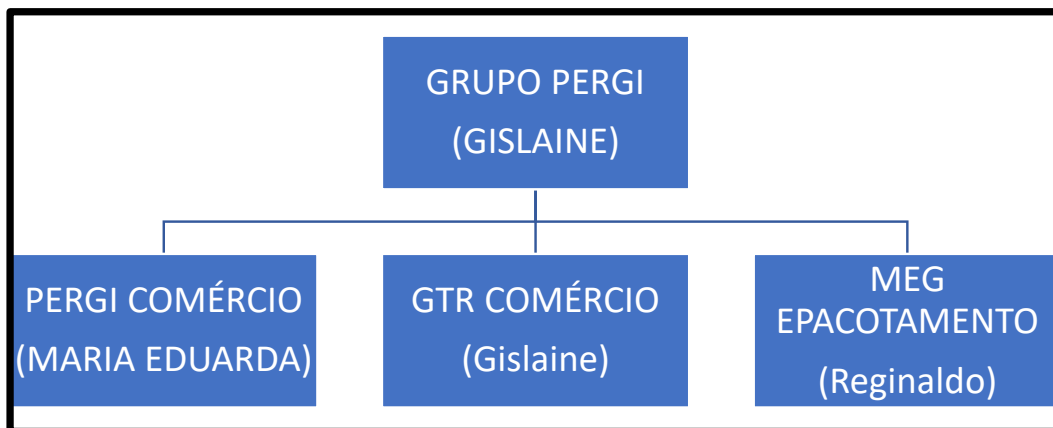 GRUPO PERGI
(GISLAINE)
PERGI COMÉRCIO
(MARIA EDUARDA)
GTR COMÉRCIO
(Gislaine)
MEG
EPACOTAMENTO
(Reginaldo)